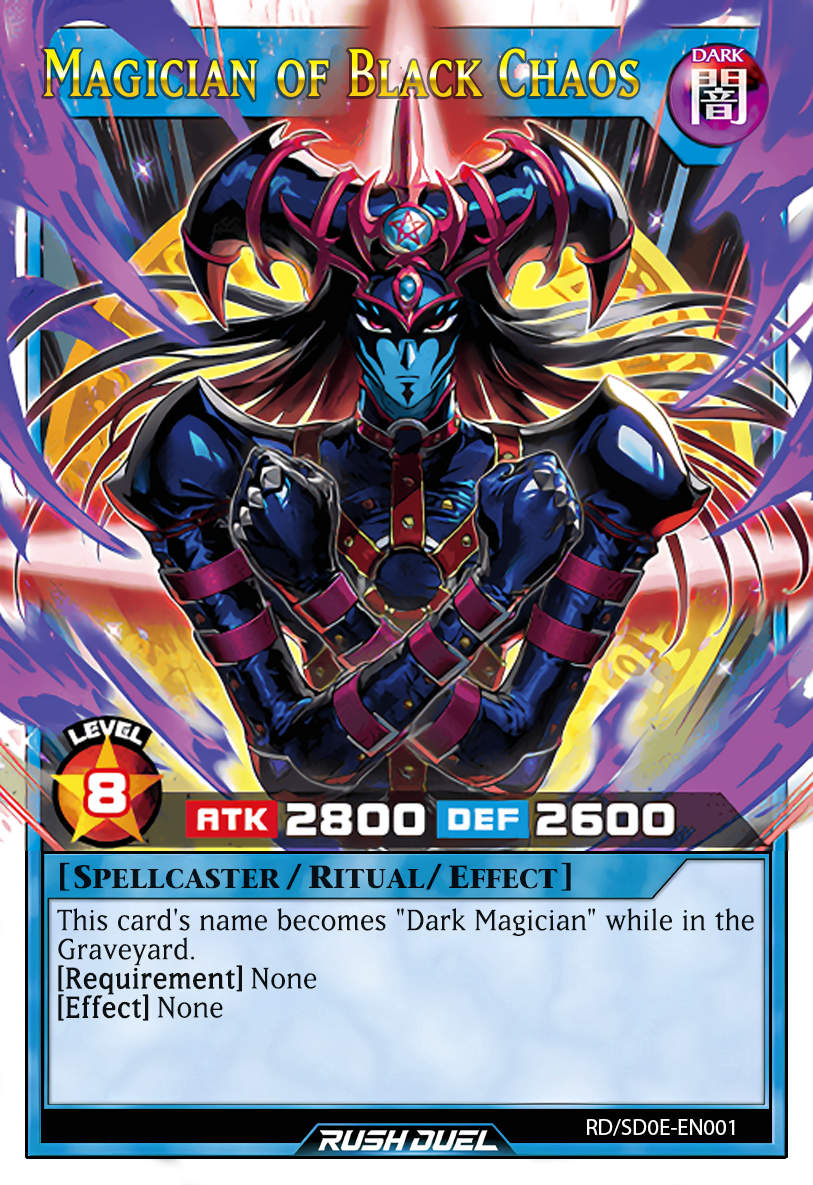 Magician of Black Chaos
DARK
闇
LEVEL
8
ATK 2800 DEF 2600
[Spellcaster / Ritual/ Effect]
This card's name becomes "Dark Magician" while in the
Graveyard.
[Requirement] None
[Effect] None
RD/SD0E-EN001
RUSH DUEL